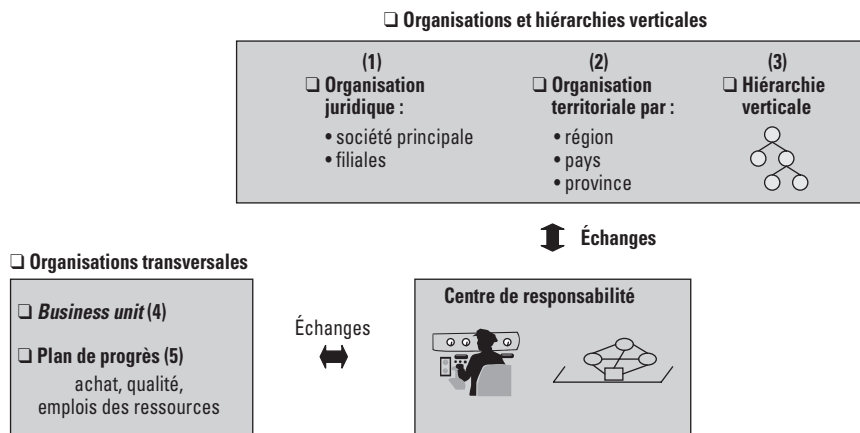 ❑ Organisations et hiérarchies verticales
(1)
❑ Organisation
juridique :
• société principale
• filiales
(2)
❑ Organisation
territoriale par :
• région
• pays
• province
(3)
❑ Hiérarchie
verticale
Échanges
❑ Organisations transversales
❑ Business unit (4)
❑ Plan de progrès (5)
achat, qualité,
emplois des ressources
Échanges
Centre de responsabilité